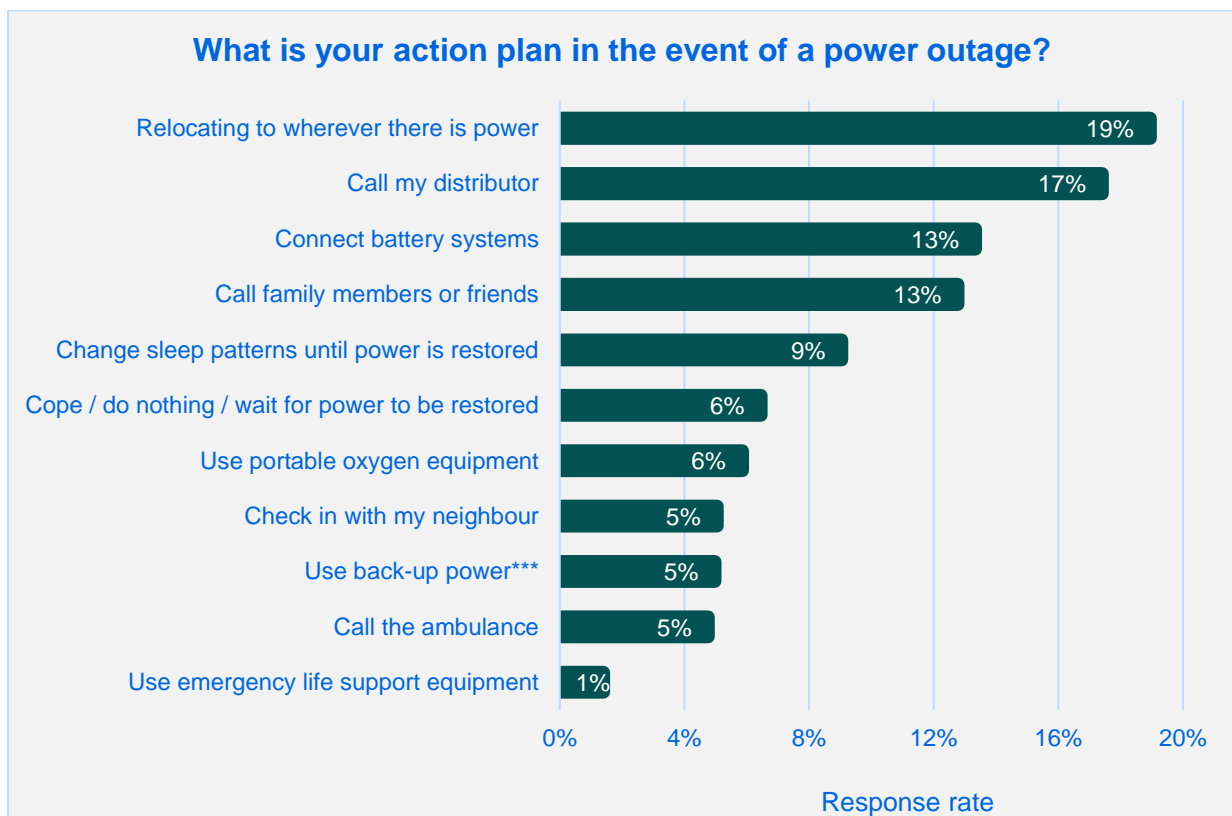 What is your action plan in the event of a power outage?
Relocating to wherever there is power 19%
Call my distributor 17%
Connect battery systems 13%
Call family members or friends 13%
Change sleep patterns until power is restored 9%
Cope / do nothing / wait for power to be restored 6%
Use portable oxygen equipment 6%
Check in with my neighbour 5%
Use back-up power*** 5%
Call the ambulance 5%
Use emergency life support equipment 1%
0% 4% 8% 12% 16% 20%
Response rate